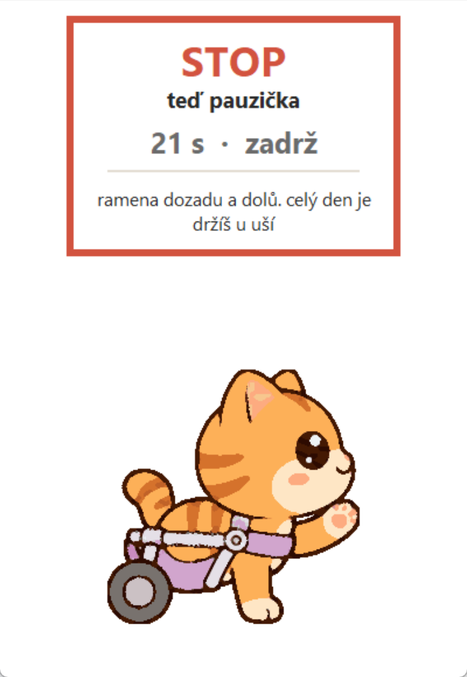 STOP
teď pauzička
21 s · zadrž
ramena dozadu a dolů. celý den je
držíš u uší